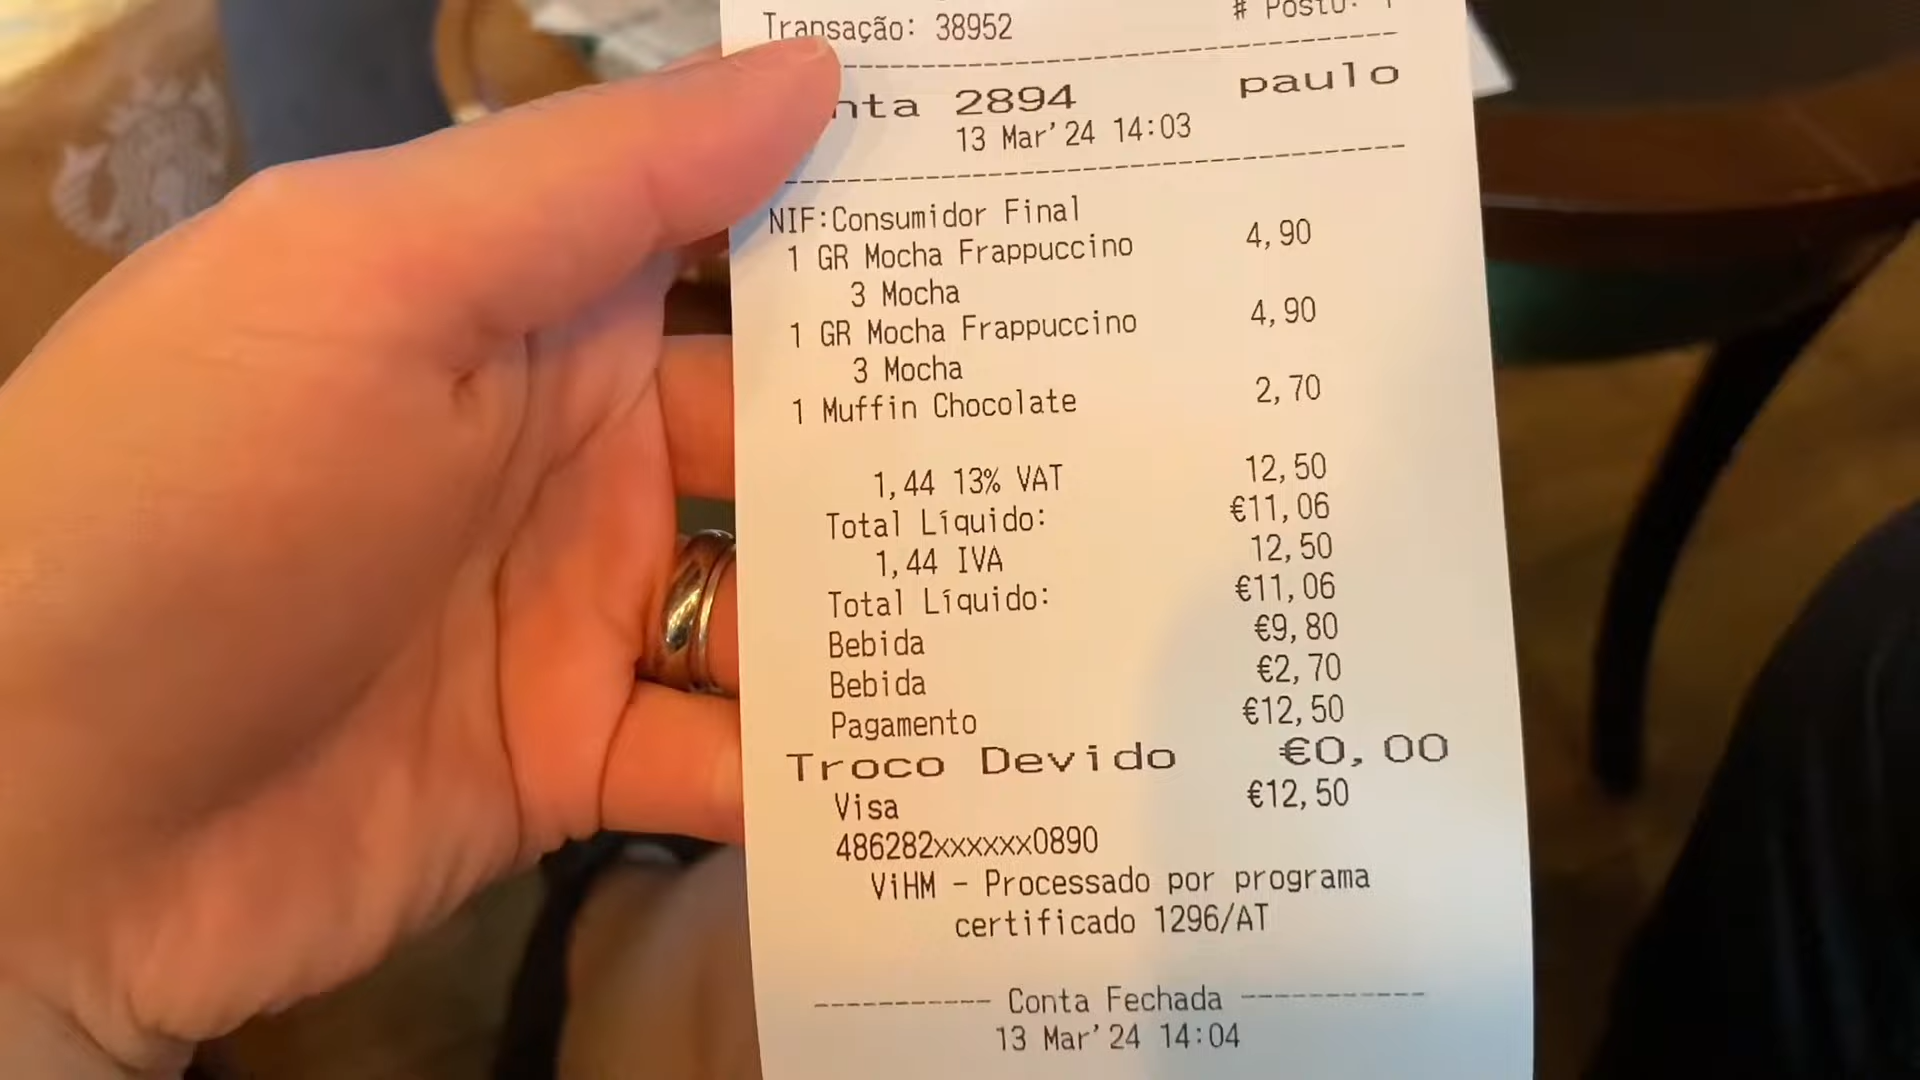 Transação: 38952 # Posto: 1
nta 2894 paulo
13 Mar'24 14:03
NIF:Consumidor Final
1 GR Mocha Frappuccino 4,90
3 Mocha
1 GR Mocha Frappuccino 4,90
3 Mocha
1 Muffin Chocolate 2,70
1,44 13% VAT 12,50
Total Líquido: €11,06
1,44 IVA 12,50
Total Líquido: €11,06
Bebida €9,80
Bebida €2,70
Pagamento €12,50
Troco Devido €0,00
Visa €12,50
486282xxxxxx0890
ViHM - Processado por programa
certificado 1296/AT
----------- Conta Fechada -----------
13 Mar'24 14:04